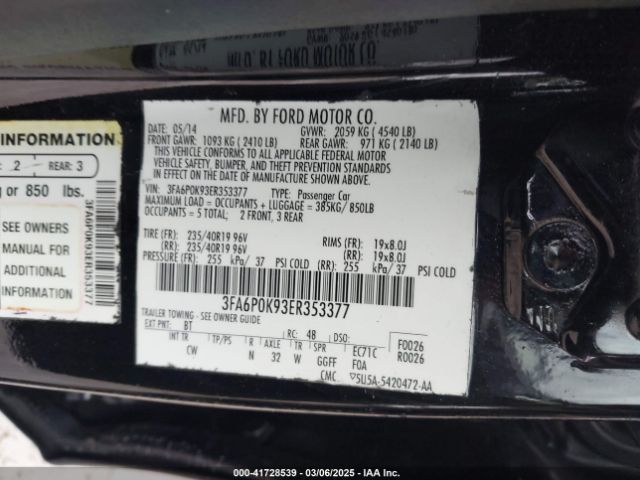 MFD. BY FORD MOTOR CO.
DATE: 05/14 GVWR: 2059 KG ( 4540 LB)
FRONT GAWR: 1093 KG ( 2410 LB) REAR GAWR: 971 KG ( 2140 LB)
THIS VEHICLE CONFORMS TO ALL APPLICABLE FEDERAL MOTOR
VEHICLE SAFETY, BUMPER, AND THEFT PREVENTION STANDARDS
IN EFFECT ON THE DATE OF MANUFACTURE SHOWN ABOVE.
VIN: 3FA6P0K93ER353377 TYPE: Passenger Car
MAXIMUM LOAD = OCCUPANTS + LUGGAGE = 385KG/ 850LB
OCCUPANTS = 5 TOTAL; 2 FRONT, 3 REAR
TIRE (FR): 235/40R19 96V RIMS (FR): 19x8.0J
(RR): 235/40R19 96V (RR): 19x8.0J
PRESSURE (FR): 255 kPa/ 37 PSI COLD (RR): 255 kPa/ 37 PSI COLD
3FA6P0K93ER353377
TRAILER TOWING - SEE OWNER GUIDE
EXT PNT: BT RC: 48 DSO: F0026
R0026
INT TR TP/PS R AXLE TR SPR EC71C
CW N 32 W GGFF F0A
CMC 5U5A-5420472-AA
INFORMATION
2 REAR: 3
or 850 lbs.
SEE OWNERS
MANUAL FOR
ADDITIONAL
INFORMATION
3FA6P0K93ER353377
MFD. BY FORD MOTOR CO.
(IN) 41728539 // 03/06/2025 // IAA Inc.